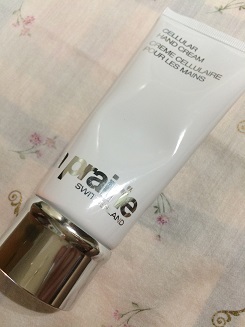 CELLULAR
HAND CREAM
CRÈME CELLULAIRE
POUR LES MAINS
prairie
SWITZERLAND